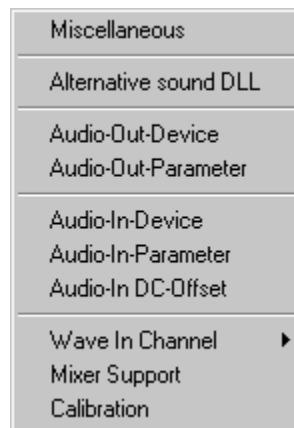 Miscellaneous
Alternative sound DLL
Audio-Out-Device
Audio-Out-Parameter
Audio-In-Device
Audio-In-Parameter
Audio-In DC-Offset
Wave In Channel
Mixer Support
Calibration